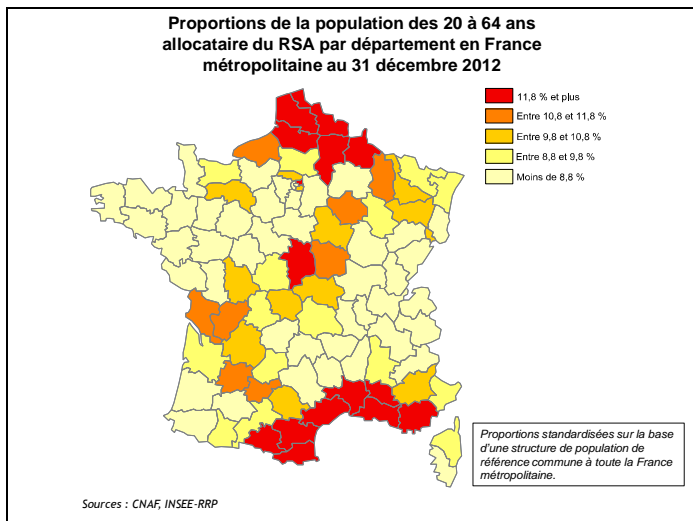 Proportions de la population des 20 à 64 ans
allocataire du RSA par département en France
métropolitaine au 31 décembre 2012
11,8 % et plus
Entre 10,8 et 11,8 %
Entre 9,8 et 10,8 %
Entre 8,8 et 9,8 %
Moins de 8,8 %
Proportions standardisées sur la base
d'une structure de population de
référence commune à toute la France
métropolitaine.
Sources : CNAF, INSEE-RRP